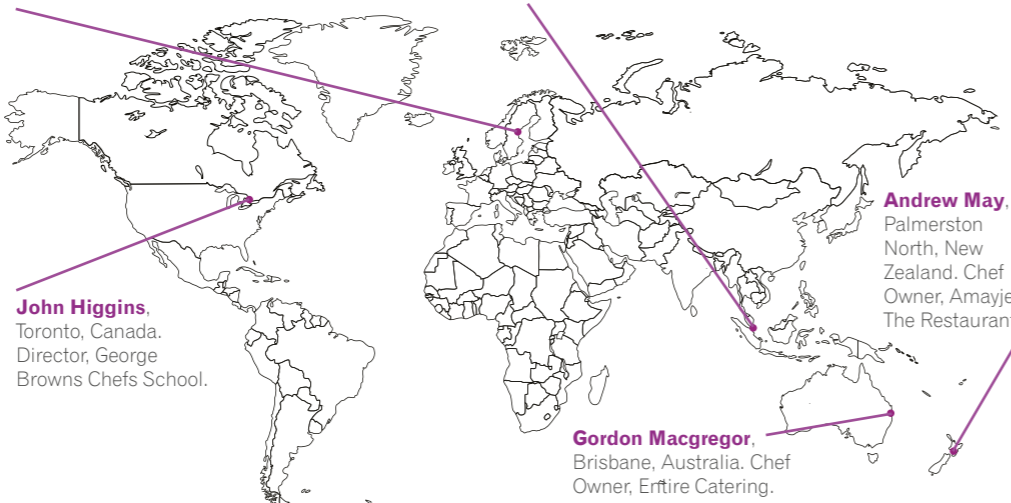 John Higgins,
Toronto, Canada.
Director, George
Browns Chefs School.
Andrew May,
Palmerston
North, New
Zealand. Chef
Owner, Amayje
The Restaurant
Gordon Macgregor,
Brisbane, Australia. Chef
Owner, Entire Catering.